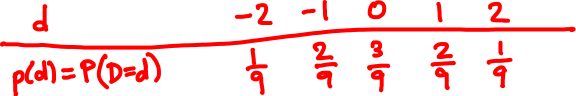 d -2 -1 0 1 2
p(d)=P(D=d) 1/9 2/9 3/9 2/9 1/9